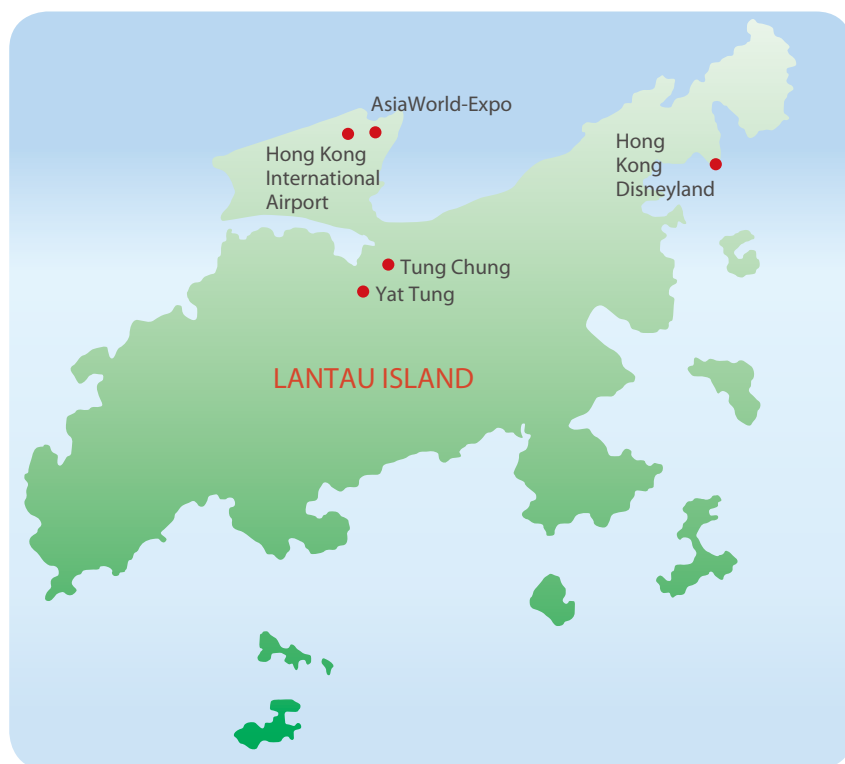 AsiaWorld-Expo
Hong Kong
International
Airport
Hong
Kong
Disneyland
Tung Chung
Yat Tung
LANTAU ISLAND